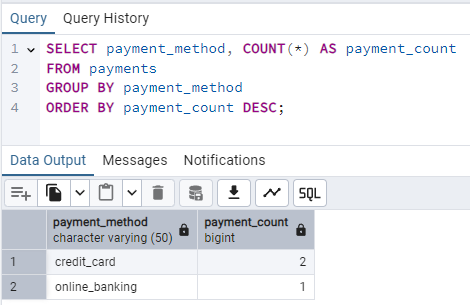 Query Query History
1 SELECT payment_method, COUNT(*) AS payment_count
2 FROM payments
3 GROUP BY payment_method
4 ORDER BY payment_count DESC;
Data Output Messages Notifications
SQL
payment_method payment_count
character varying (50) bigint
1 credit_card 2
2 online_banking 1